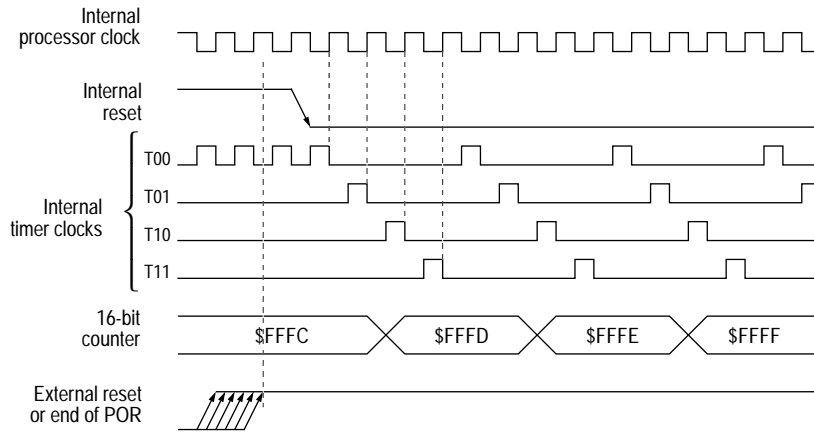 Internal
processor clock
Internal
reset
T00
T01
Internal
timer clocks
T10
T11
16-bit
counter
$FFFC
$FFFD
$FFFE
$FFFF
External reset
or end of POR